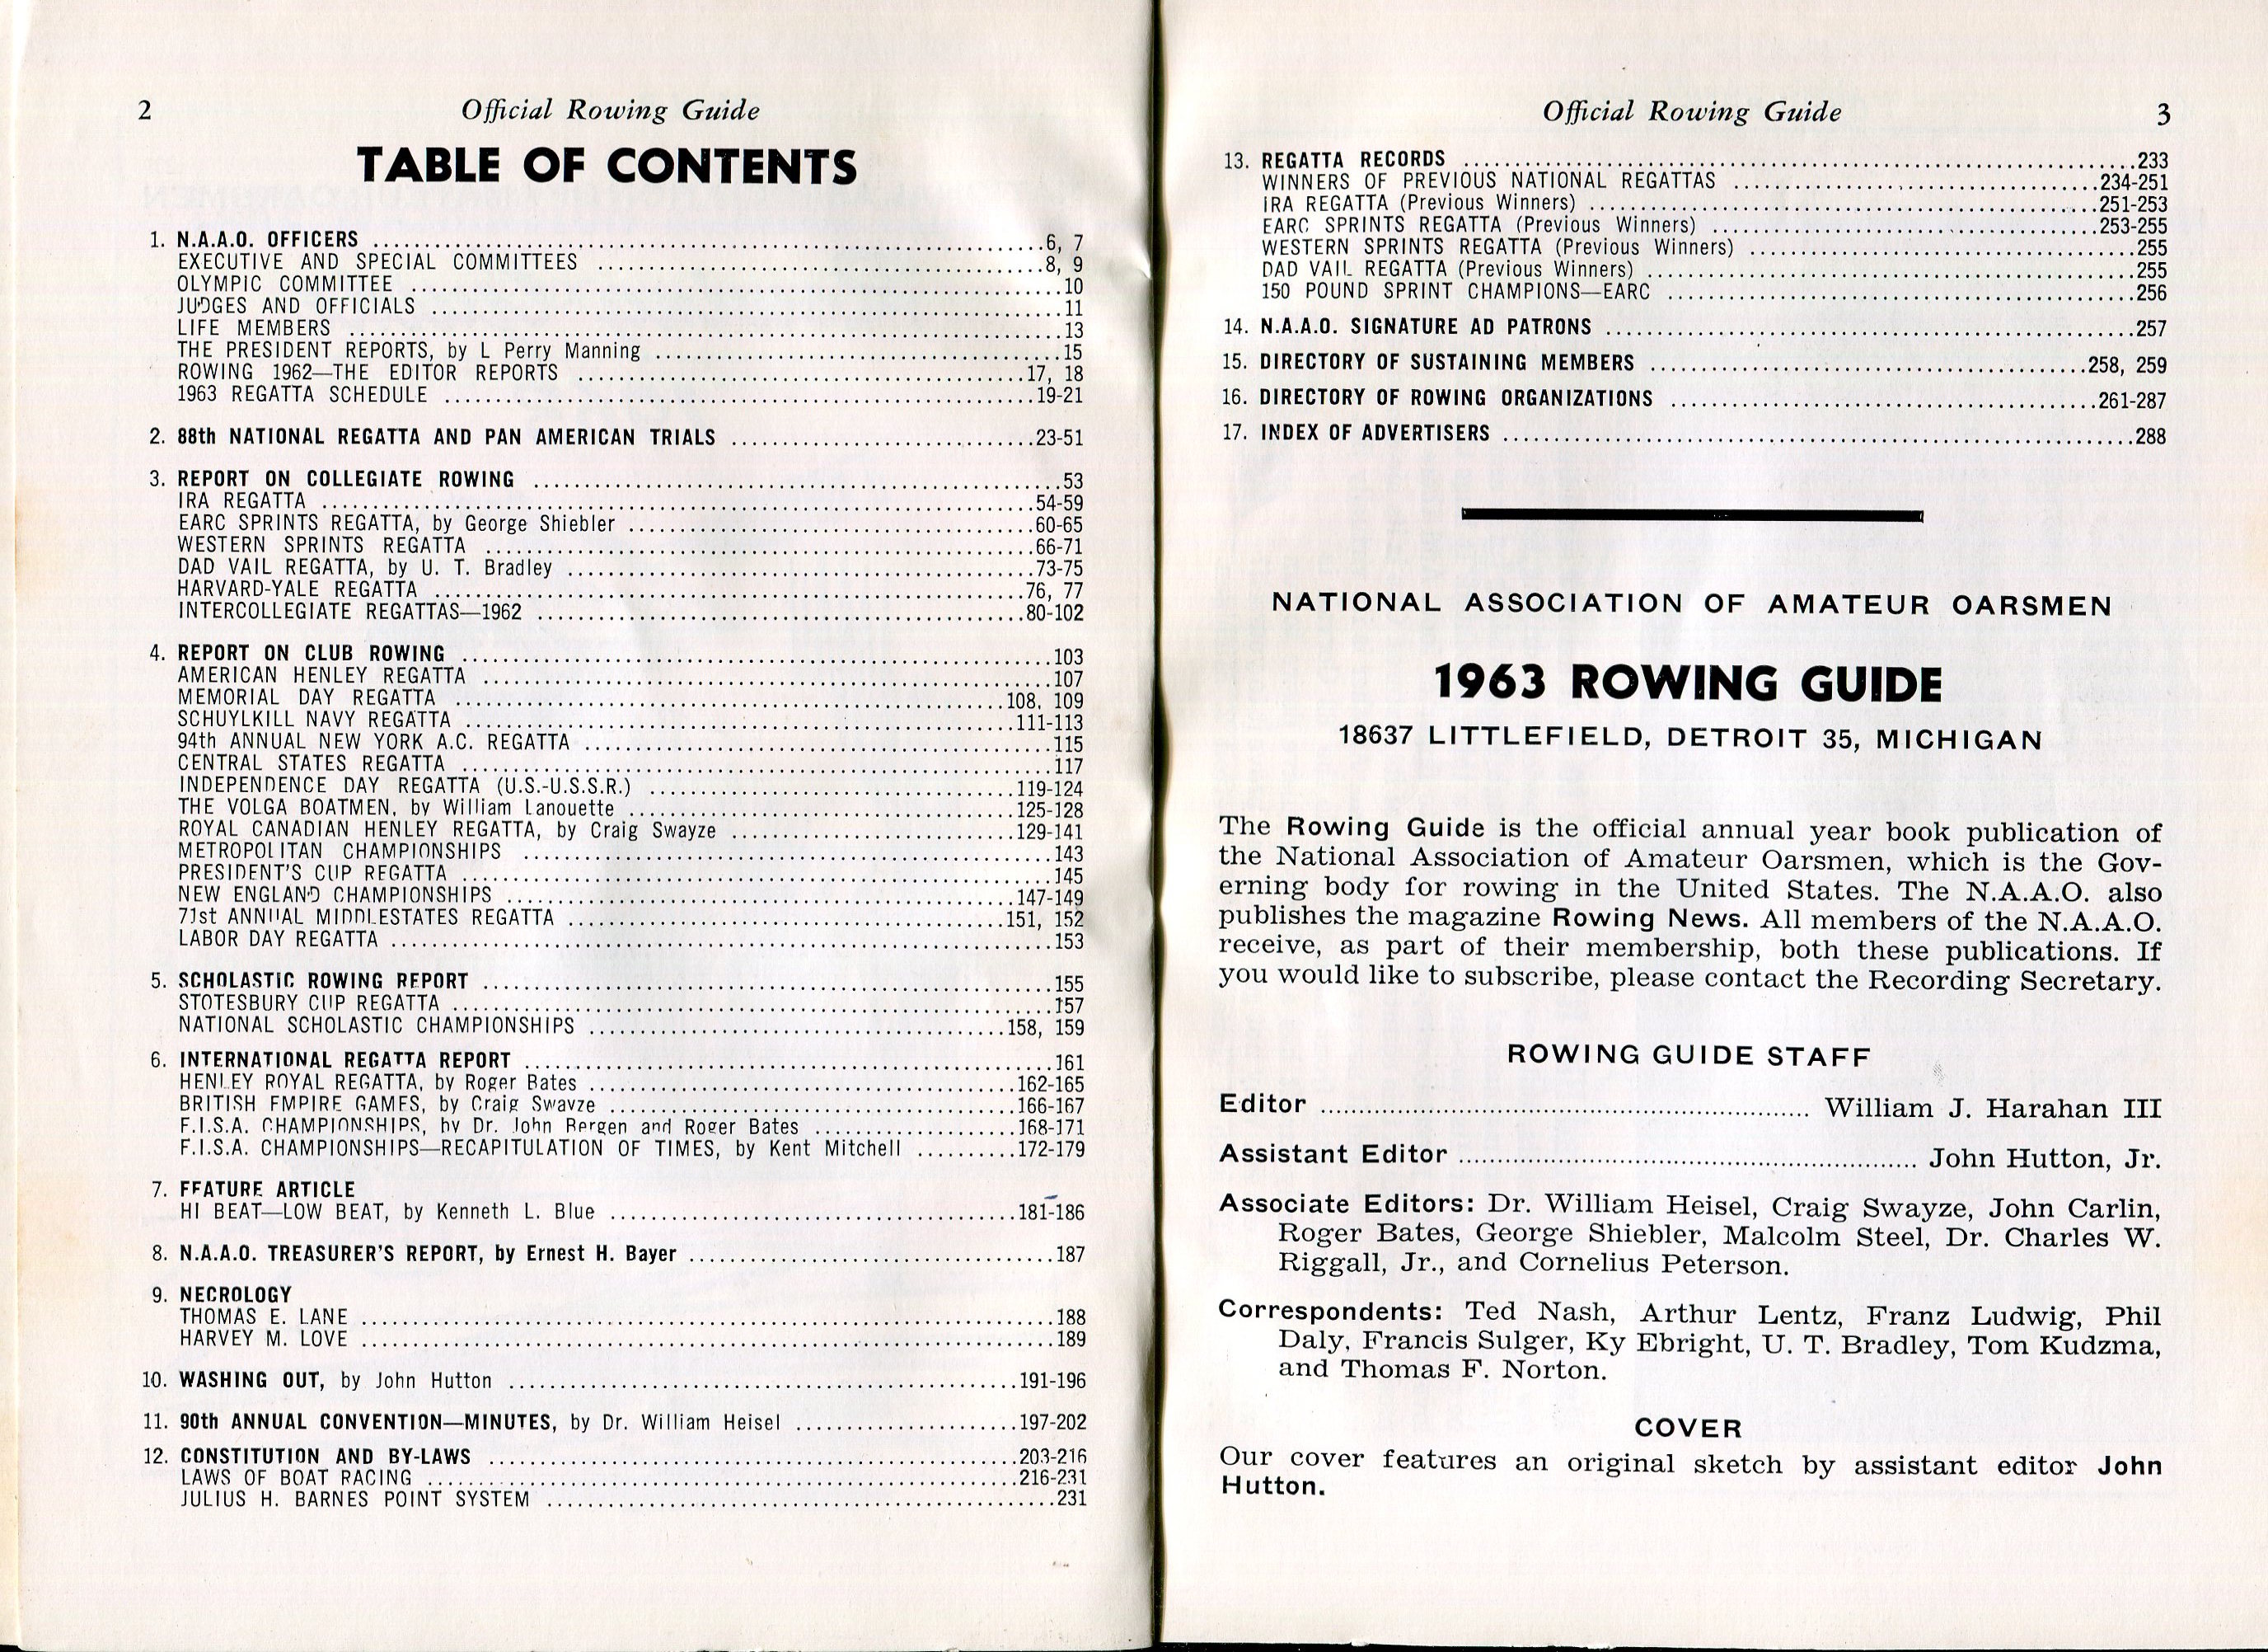 2 Official Rowing Guide
TABLE OF CONTENTS
1. N.A.A.O. OFFICERS ........ 6, 7
EXECUTIVE AND SPECIAL COMMITTEES ........ 8, 9
OLYMPIC COMMITTEE ........ 10
JUDGES AND OFFICIALS ........ 11
LIFE MEMBERS ........ 13
THE PRESIDENT REPORTS, by L Perry Manning ........ 15
ROWING 1962—THE EDITOR REPORTS ........ 17, 18
1963 REGATTA SCHEDULE ........ 19-21
2. 88th NATIONAL REGATTA AND PAN AMERICAN TRIALS ........ 23-51
3. REPORT ON COLLEGIATE ROWING ........ 53
IRA REGATTA ........ 54-59
EARC SPRINTS REGATTA, by George Shiebler ........ 60-65
WESTERN SPRINTS REGATTA ........ 66-71
DAD VAIL REGATTA, by U. T. Bradley ........ 73-75
HARVARD-YALE REGATTA ........ 76, 77
INTERCOLLEGIATE REGATTAS—1962 ........ 80-102
4. REPORT ON CLUB ROWING ........ 103
AMERICAN HENLEY REGATTA ........ 107
MEMORIAL DAY REGATTA ........ 108, 109
SCHUYLKILL NAVY REGATTA ........ 111-113
94th ANNUAL NEW YORK A.C. REGATTA ........ 115
CENTRAL STATES REGATTA ........ 117
INDEPENDENCE DAY REGATTA (U.S.-U.S.S.R.) ........ 119-124
THE VOLGA BOATMEN, by William Lanouette ........ 125-128
ROYAL CANADIAN HENLEY REGATTA, by Craig Swayze ........ 129-141
METROPOLITAN CHAMPIONSHIPS ........ 143
PRESIDENT'S CUP REGATTA ........ 145
NEW ENGLAND CHAMPIONSHIPS ........ 147-149
71st ANNUAL MIDDLESTATES REGATTA ........ 151, 152
LABOR DAY REGATTA ........ 153
5. SCHOLASTIC ROWING REPORT ........ 155
STOTESBURY CUP REGATTA ........ 157
NATIONAL SCHOLASTIC CHAMPIONSHIPS ........ 158, 159
6. INTERNATIONAL REGATTA REPORT ........ 161
HENLEY ROYAL REGATTA, by Roger Bates ........ 162-165
BRITISH EMPIRE GAMES, by Craig Swayze ........ 166-167
F.I.S.A. CHAMPIONSHIPS, by Dr. John Bergen and Roger Bates ........ 168-171
F.I.S.A. CHAMPIONSHIPS—RECAPITULATION OF TIMES, by Kent Mitchell ........ 172-179
7. FEATURE ARTICLE
HI BEAT—LOW BEAT, by Kenneth L. Blue ........ 181-186
8. N.A.A.O. TREASURER'S REPORT, by Ernest H. Bayer ........ 187
9. NECROLOGY
THOMAS E. LANE ........ 188
HARVEY M. LOVE ........ 189
10. WASHING OUT, by John Hutton ........ 191-196
11. 90th ANNUAL CONVENTION—MINUTES, by Dr. William Heisel ........ 197-202
12. CONSTITUTION AND BY-LAWS ........ 203-216
LAWS OF BOAT RACING ........ 216-231
JULIUS H. BARNES POINT SYSTEM ........ 231
Official Rowing Guide 3
13. REGATTA RECORDS ........ 233
WINNERS OF PREVIOUS NATIONAL REGATTAS ........ 234-251
IRA REGATTA (Previous Winners) ........ 251-253
EARC SPRINTS REGATTA (Previous Winners) ........ 253-255
WESTERN SPRINTS REGATTA (Previous Winners) ........ 255
DAD VAIL REGATTA (Previous Winners) ........ 255
150 POUND SPRINT CHAMPIONS—EARC ........ 256
14. N.A.A.O. SIGNATURE AD PATRONS ........ 257
15. DIRECTORY OF SUSTAINING MEMBERS ........ 258, 259
16. DIRECTORY OF ROWING ORGANIZATIONS ........ 261-287
17. INDEX OF ADVERTISERS ........ 288
NATIONAL ASSOCIATION OF AMATEUR OARSMEN
1963 ROWING GUIDE
18637 LITTLEFIELD, DETROIT 35, MICHIGAN
The Rowing Guide is the official annual year book publication of
the National Association of Amateur Oarsmen, which is the Gov-
erning body for rowing in the United States. The N.A.A.O. also
publishes the magazine Rowing News. All members of the N.A.A.O.
receive, as part of their membership, both these publications. If
you would like to subscribe, please contact the Recording Secretary.
ROWING GUIDE STAFF
Editor ........ William J. Harahan III
Assistant Editor ........ John Hutton, Jr.
Associate Editors: Dr. William Heisel, Craig Swayze, John Carlin,
Roger Bates, George Shiebler, Malcolm Steel, Dr. Charles W.
Riggall, Jr., and Cornelius Peterson.
Correspondents: Ted Nash, Arthur Lentz, Franz Ludwig, Phil
Daly, Francis Sulger, Ky Ebright, U. T. Bradley, Tom Kudzma,
and Thomas F. Norton.
COVER
Our cover features an original sketch by assistant editor John
Hutton.